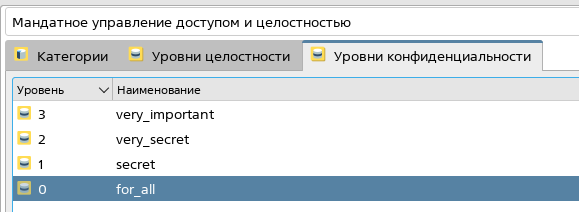 Мандатное управление доступом и целостностью
Категории Уровни целостности Уровни конфиденциальности
Уровень Наименование
3 very_important
2 very_secret
1 secret
0 for_all